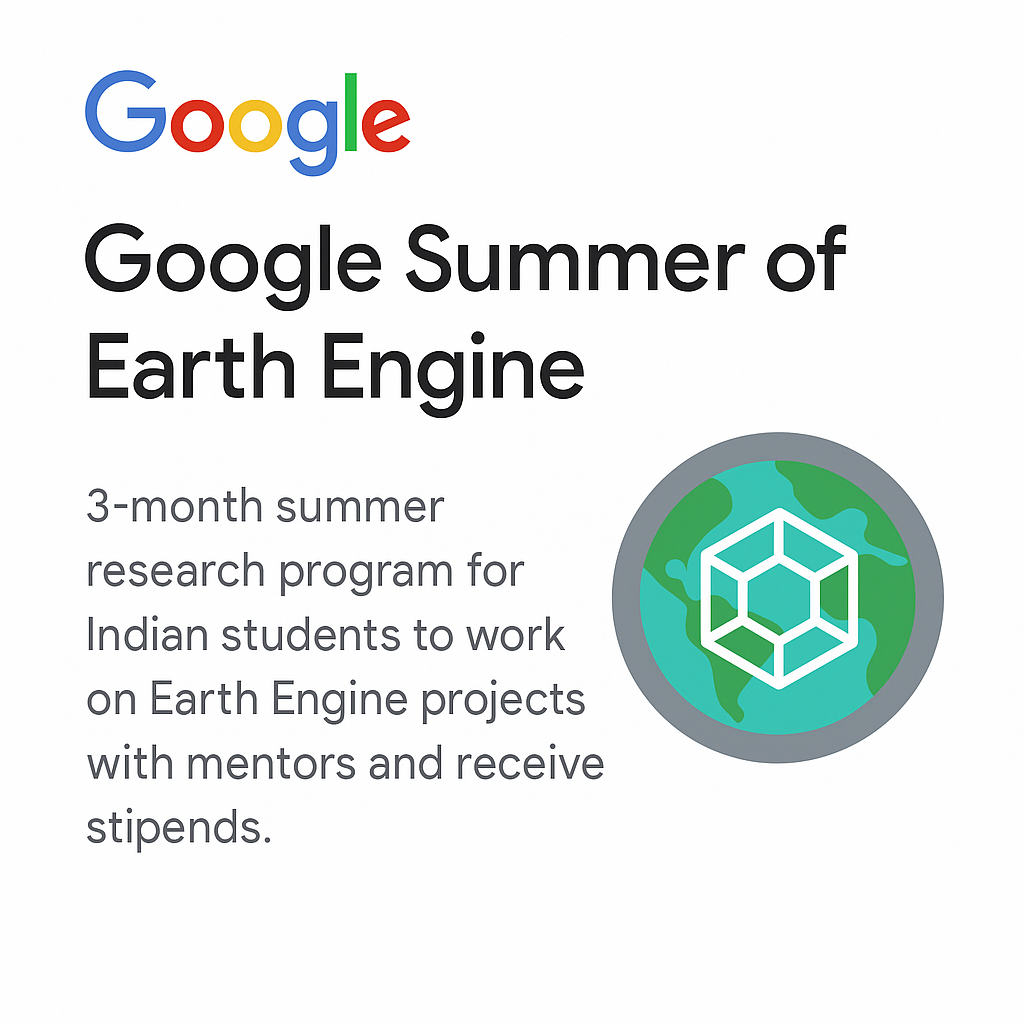 Google
Google Summer of
Earth Engine
3-month summer
research program for
Indian students to work
on Earth Engine projects
with mentors and receive
stipends.